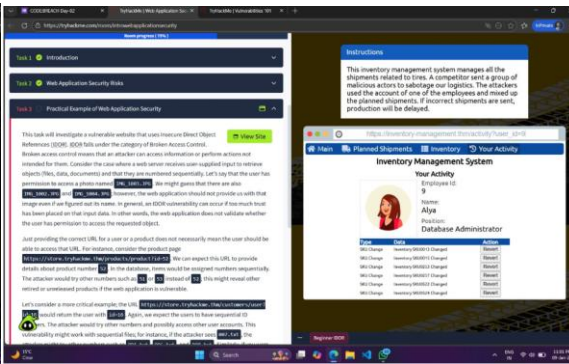 CODEBREACH Day-02
TryHackMe | Web Application Sec
TryHackMe | Vulnerabilities 101
https://tryhackme.com/room/introwebapplicationsecurity
InPrivate
Room progress ( 75% )
Task 1 Introduction
Task 2 Web Application Security Risks
Task 3 Practical Example of Web Application Security
View Site
This task will investigate a vulnerable website that uses Insecure Direct Object
References (IDOR). IDOR falls under the category of Broken Access Control.
Broken access control means that an attacker can access information or perform actions not
intended for them. Consider the case where a web server receives user-supplied input to retrieve
objects (files, data, documents) and that they are numbered sequentially. Let's say that the user has
permission to access a photo named IMG_1003.JPG. We might guess that there are also
IMG_1002.JPG and IMG_1004.JPG; however, the web application should not provide us with that
image even if we figured out its name. In general, an IDOR vulnerability can occur if too much trust
has been placed on that input data. In other words, the web application does not validate whether
the user has permission to access the requested object.
Just providing the correct URL for a user or a product does not necessarily mean the user should be
able to access that URL. For instance, consider the product page
https://store.tryhackme.thm/products/product?id=52. We can expect this URL to provide
details about product number 52. In the database, items would be assigned numbers sequentially.
The attacker would try other numbers such as 51 or 53 instead of 52; this might reveal other
retired or unreleased products if the web application is vulnerable.
Let's consider a more critical example; the URL https://store.tryhackme.thm/customers/user?
id=16 would return the user with id=16. Again, we expect the users to have sequential ID
numbers. The attacker would try other numbers and possibly access other user accounts. This
vulnerability might work with sequential files; for instance, if the attacker sees 007.txt, the
Instructions
This inventory management system manages all the
shipments related to tires. A competitor sent a group of
malicious actors to sabotage our logistics. The attackers
used the account of one of the employees and mixed up
the planned shipments. If incorrect shipments are sent,
production will be delayed.
https://inventory.management.thm/activity?user_id=9
Main Planned Shipments Inventory Your Activity
Inventory Management System
Your Activity
Employee Id:
9
Name:
Alya
Position:
Database Administrator
Type Data Action
Revert
Revert
Revert
Revert
Revert
Beginner IDOR
Search